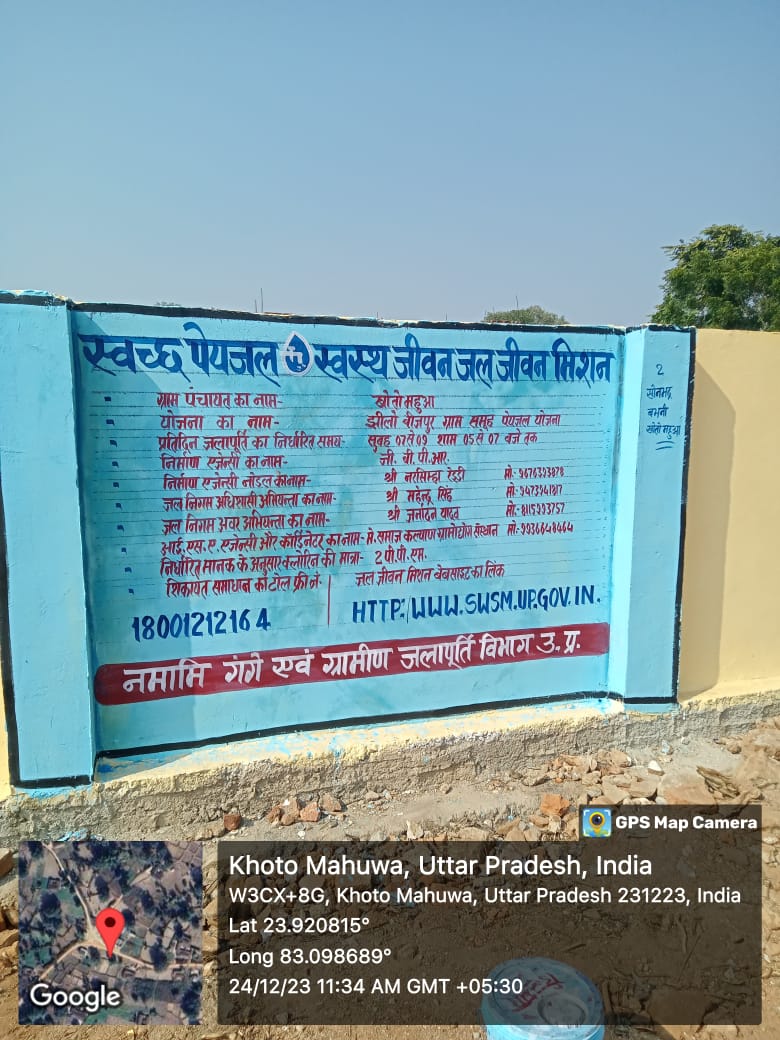 स्वच्छ पेयजल स्वस्थ जीवन जल जीवन मिशन
ग्राम पंचायत का नाम- खोतो महुआ
योजना का नाम- झीलो बीजपुर ग्राम समूह पेयजल योजना
प्रतिदिन जलापूर्ति का निर्धारित समय- सुबह 07 से 09 शाम 05 से 07 बजे तक
निर्माण एजेन्सी का नाम- जी. वी. पी. आर.
निर्माण एजेन्सी नोडल का नाम- श्री नरसिम्हा रेड्डी मो.-9676393878
जल निगम अधिशासी अभियन्ता का नाम- श्री महेन्द्र सिंह मो.-9473941817
जल निगम अवर अभियन्ता का नाम- श्री जनार्दन यादव मो.-8115993757
आई.एस.ए. एजेन्सी और कॉर्डिनेटर का नाम- मे. समाज कल्याण ग्रामोद्योग संस्थान मो.-9936648464
निर्धारित मानक के अनुसार क्लोरिन की मात्रा- 2 पी.पी.एम.
शिकायत समाधान की टोल फ्री नं. जल जीवन मिशन वेबसाइट का लिंक
18001212164 HTTP://WWW.SWSM.UP.GOV.IN.
नमामि गंगे एवं ग्रामीण जलापूर्ति विभाग उ.प्र.
2
सोनभद्र
बभनी
खोतो महुआ
GPS Map Camera
Khoto Mahuwa, Uttar Pradesh, India
W3CX+8G, Khoto Mahuwa, Uttar Pradesh 231223, India
Lat 23.920815°
Long 83.098689°
24/12/23 11:34 AM GMT +05:30
Google